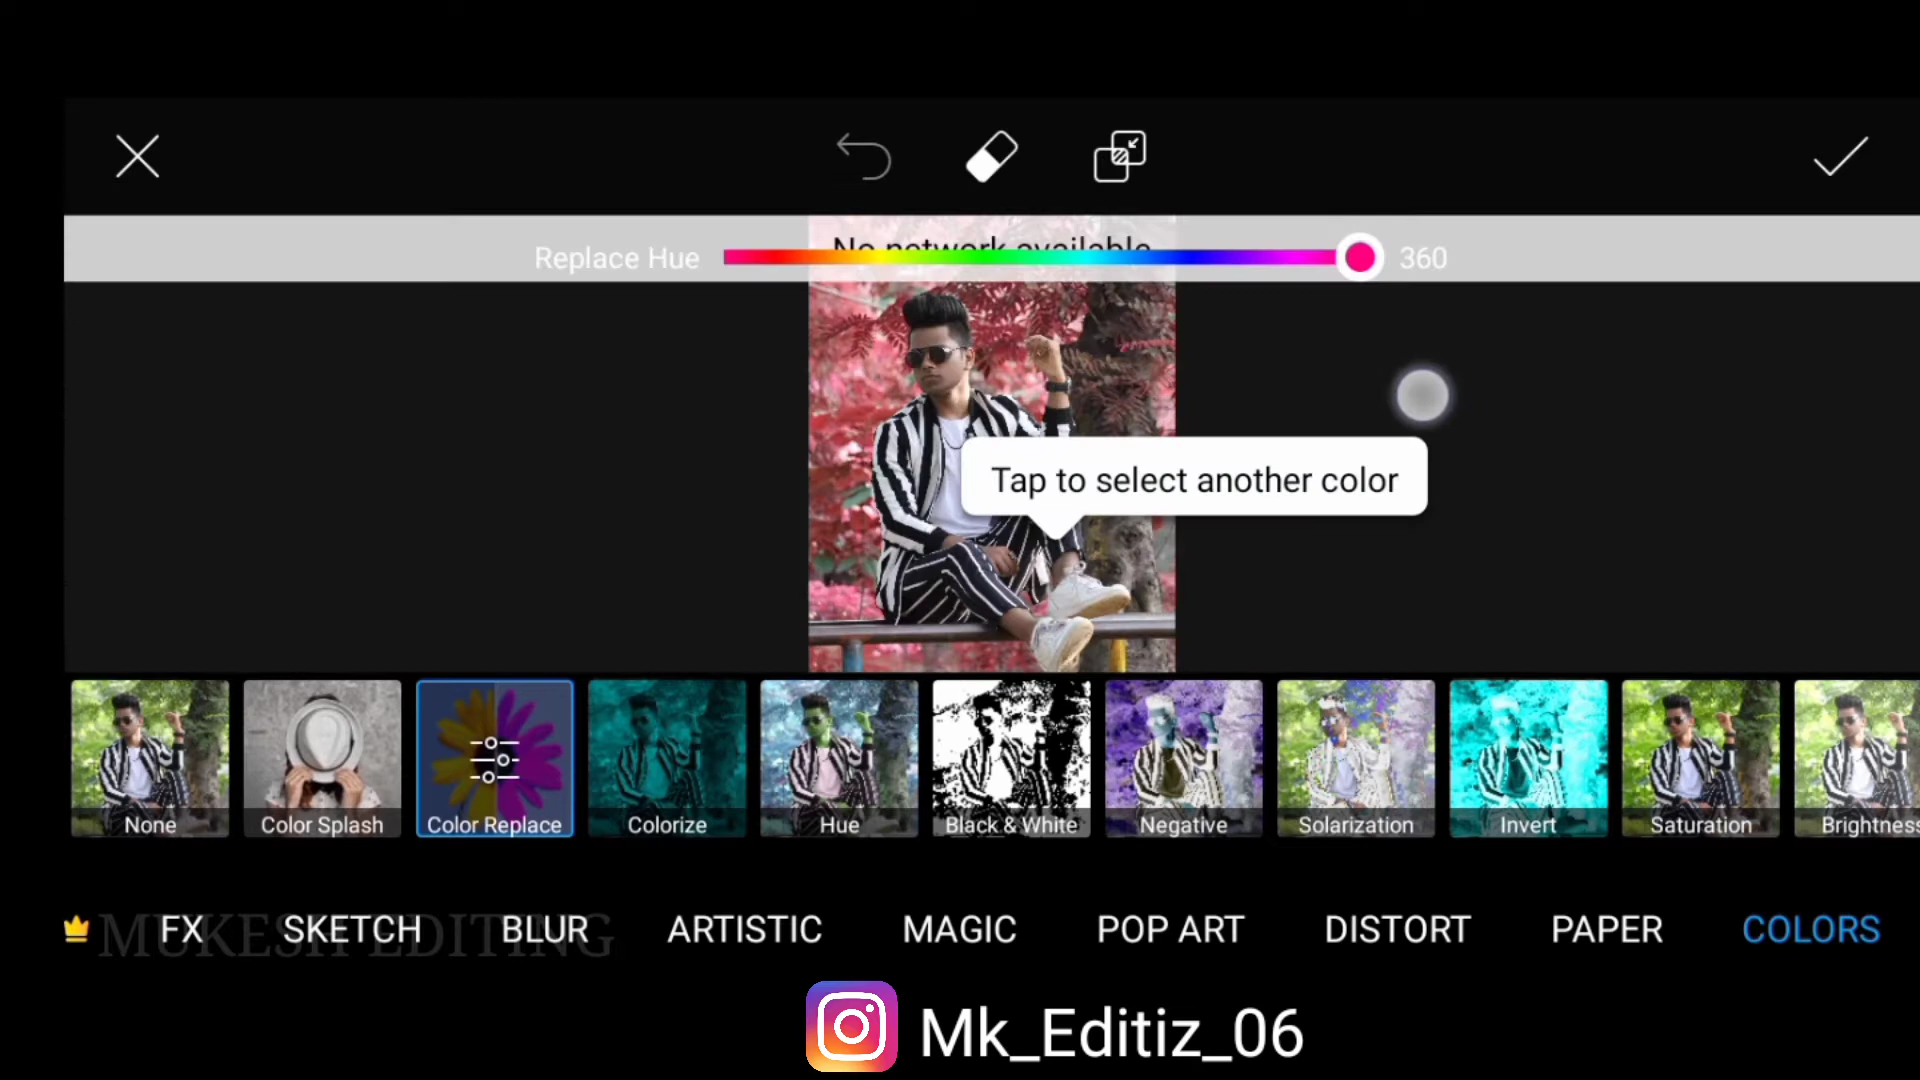 No network available
Replace Hue 360
Tap to select another color
None Color Splash Color Replace Colorize Hue Black & White Negative Solarization Invert Saturation Brightness
MUKESH EDITING
FX SKETCH BLUR ARTISTIC MAGIC POP ART DISTORT PAPER COLORS
Mk_Editiz_06